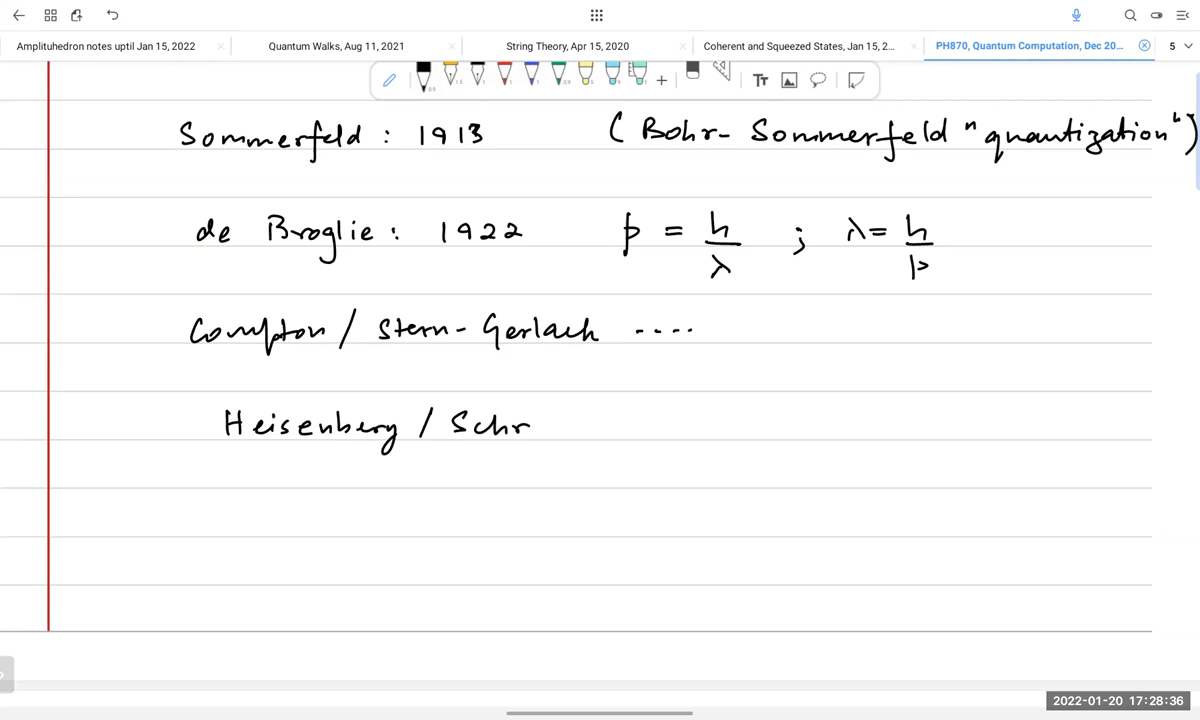 Amplituhedron notes uptil Jan 15, 2022 Quantum Walks, Aug 11, 2021 String Theory, Apr 15, 2020 Coherent and Squeezed States, Jan 15, 2... PH870, Quantum Computation, Dec 20... 5
Tт
Sommerfeld : 1913 ( Bohr- Sommerfeld "quantization")
de Broglie : 1922 p = h/λ ; λ = h/p
Compton / Stern-Gerlach ....
Heisenberg / Schr
2022-01-20 17:28:36